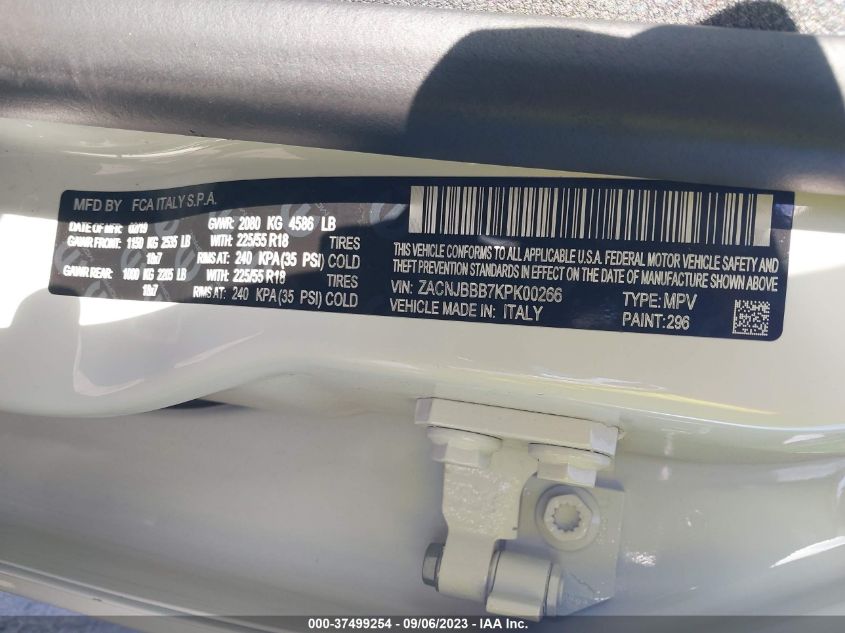 MFD BY FCA ITALY S.P.A.
DATE OF MFR: 02/19 GVWR: 2080 KG 4586 LB
GAWR FRONT: 1150 KG 2535 LB WITH: 225/55 R18 TIRES
18x7 RIMS AT: 240 KPA (35 PSI) COLD
GAWR REAR: 1000 KG 2205 LB WITH: 225/55 R18 TIRES
18x7 RIMS AT: 240 KPA (35 PSI) COLD
THIS VEHICLE CONFORMS TO ALL APPLICABLE U.S.A. FEDERAL MOTOR VEHICLE SAFETY AND
THEFT PREVENTION STANDARDS IN EFFECT ON THE DATE OF MANUFACTURE SHOWN ABOVE
VIN: ZACNJBBB7KPK00266 TYPE: MPV
VEHICLE MADE IN: ITALY PAINT: 296
000-37499254 - 09/06/2023 - IAA Inc.